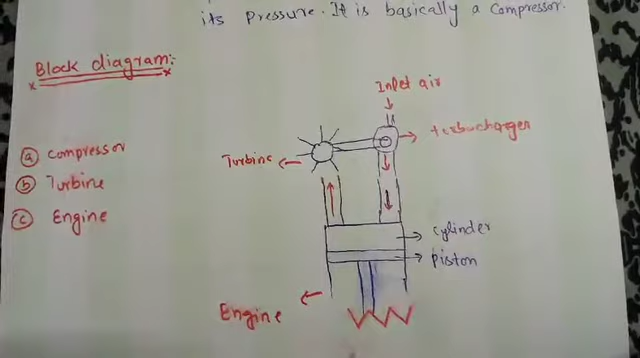 its Pressure. It is basically a Compressor.
Block diagram:
Inlet air
turbocharger
Turbine
a compressor
b Turbine
c Engine
cylinder
piston
Engine